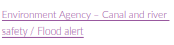 Environment Agency – Canal and river
safety / Flood alert